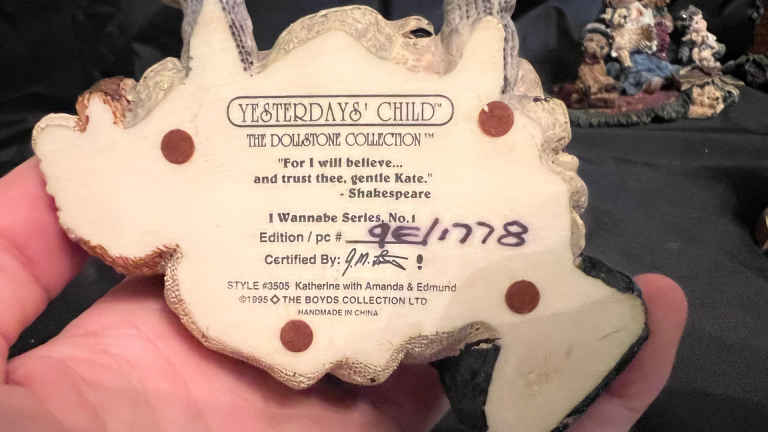 YESTERDAYS' CHILD™
THE DOLLSTONE COLLECTION™
"For I will believe...
and trust thee, gentle Kate."
- Shakespeare
I Wannabe Series, No.1
Edition / pc # 9E/1778
Certified By:
STYLE #3505 Katherine with Amanda & Edmund
©1995 THE BOYDS COLLECTION LTD
HANDMADE IN CHINA